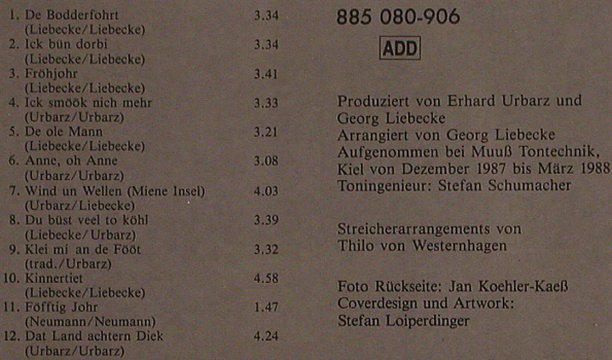 1. De Bodderfohrt 3.34
(Liebecke/Liebecke)
2. Ick bün dorbi 3.34
(Liebecke/Liebecke)
3. Fröhjohr 3.41
(Liebecke/Liebecke)
4. Ick smöök nich mehr 3.33
(Urbarz/Urbarz)
5. De ole Mann 3.21
(Liebecke/Liebecke)
6. Anne, oh Anne 3.08
(Urbarz/Urbarz)
7. Wind un Wellen (Miene Insel) 4.03
(Urbarz/Liebecke)
8. Du büst veel to köhl 3.39
(Liebecke/Urbarz)
9. Klei mi an de Fööt 3.32
(trad./Urbarz)
10. Kinnertiet 4.58
(Liebecke/Liebecke)
11. Föfftig Johr 1.47
(Neumann/Neumann)
12. Dat Land achtern Diek 4.24
(Urbarz/Urbarz)
885 080-906
ADD
Produziert von Erhard Urbarz und
Georg Liebecke
Arrangiert von Georg Liebecke
Aufgenommen bei Muuß Tontechnik,
Kiel von Dezember 1987 bis März 1988
Toningenieur: Stefan Schumacher
Streicherarrangements von
Thilo von Westernhagen
Foto Rückseite: Jan Koehler-Kaeß
Coverdesign und Artwork:
Stefan Loiperdinger